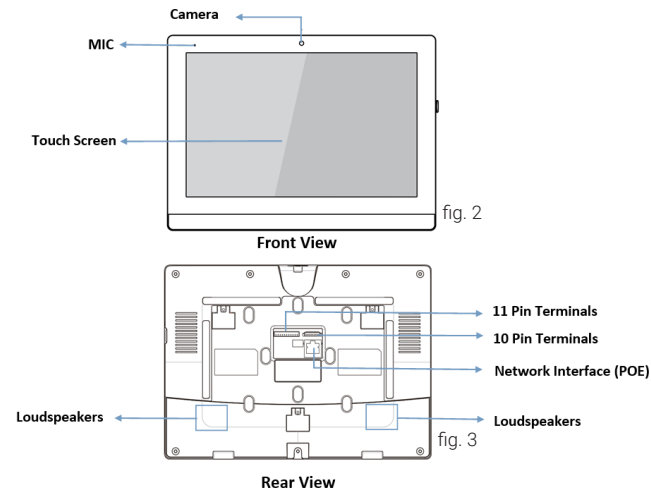 Camera
MIC
Touch Screen
fig. 2
Front View
11 Pin Terminals
10 Pin Terminals
Network Interface (POE)
Loudspeakers
Loudspeakers
fig. 3
Rear View